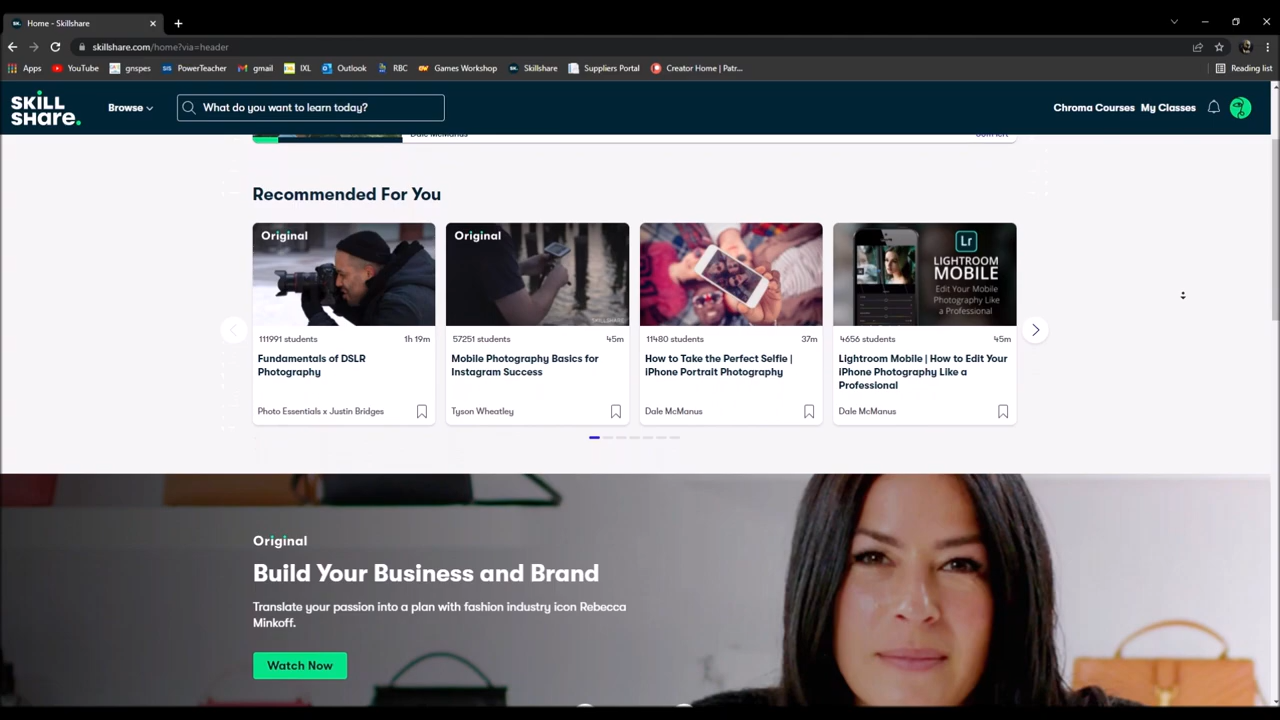 Home - Skillshare
skillshare.com/home?via=header
Apps YouTube gnspes PowerTeacher gmail IXL Outlook RBC Games Workshop Skillshare Suppliers Portal Creator Home | Patr... Reading list
SKILL
SHARE.
Browse
What do you want to learn today?
Chroma Courses My Classes
Dale McManus
Recommended For You
Original
111991 students 1h 19m
Fundamentals of DSLR
Photography
Photo Essentials x Justin Bridges
Original
SKILLSHARE
57251 students 45m
Mobile Photography Basics for
Instagram Success
Tyson Wheatley
11480 students 37m
How to Take the Perfect Selfie |
iPhone Portrait Photography
Dale McManus
Lr
LIGHTROOM
MOBILE
Edit Your Mobile
Photography Like
a Professional
4656 students 45m
Lightroom Mobile | How to Edit Your
iPhone Photography Like a
Professional
Dale McManus
Original
Build Your Business and Brand
Translate your passion into a plan with fashion industry icon Rebecca
Minkoff.
Watch Now